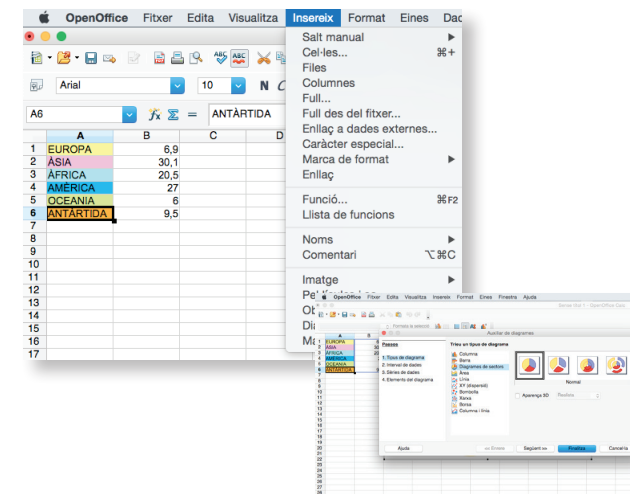 OpenOffice Fitxer Edita Visualitza Insereix Format Eines Dad
Arial 10 N C
A6 = ANTÀRTIDA
A B C D
1 EUROPA 6,9
2 ÀSIA 30,1
3 ÀFRICA 20,5
4 AMÈRICA 27
5 OCEANIA 6
6 ANTÀRTIDA 9,5
7
8
9
10
11
12
13
14
15
16
17
Salt manual
Cel·les... ⌘+
Files
Columnes
Full...
Full des del fitxer...
Enllaç a dades externes...
Caràcter especial...
Marca de format
Enllaç
Funció... ⌘F2
Llista de funcions
Noms
Comentari ⌥⌘C
Imatge
OpenOffice Fitxer Edita Visualitza Insereix Format Eines Finestra Ajuda
Auxiliar de diagrames
Passos
1. Tipus de diagrama
2. Interval de dades
3. Sèries de dades
4. Elements del diagrama
Trieu un tipus de diagrama
Columna
Barra
Diagrames de sectors
Àrea
Línia
XY (dispersió)
Bombolla
Xarxa
Borsa
Columna i línia
Normal
Aparença 3D Realista
Ajuda << Enrere Següent >> Finalitza Cancel·la